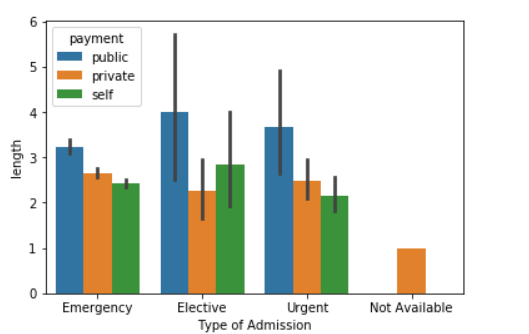 payment
public
private
self
6
5
4
3
2
1
0
length
Emergency
Elective
Urgent
Not Available
Type of Admission